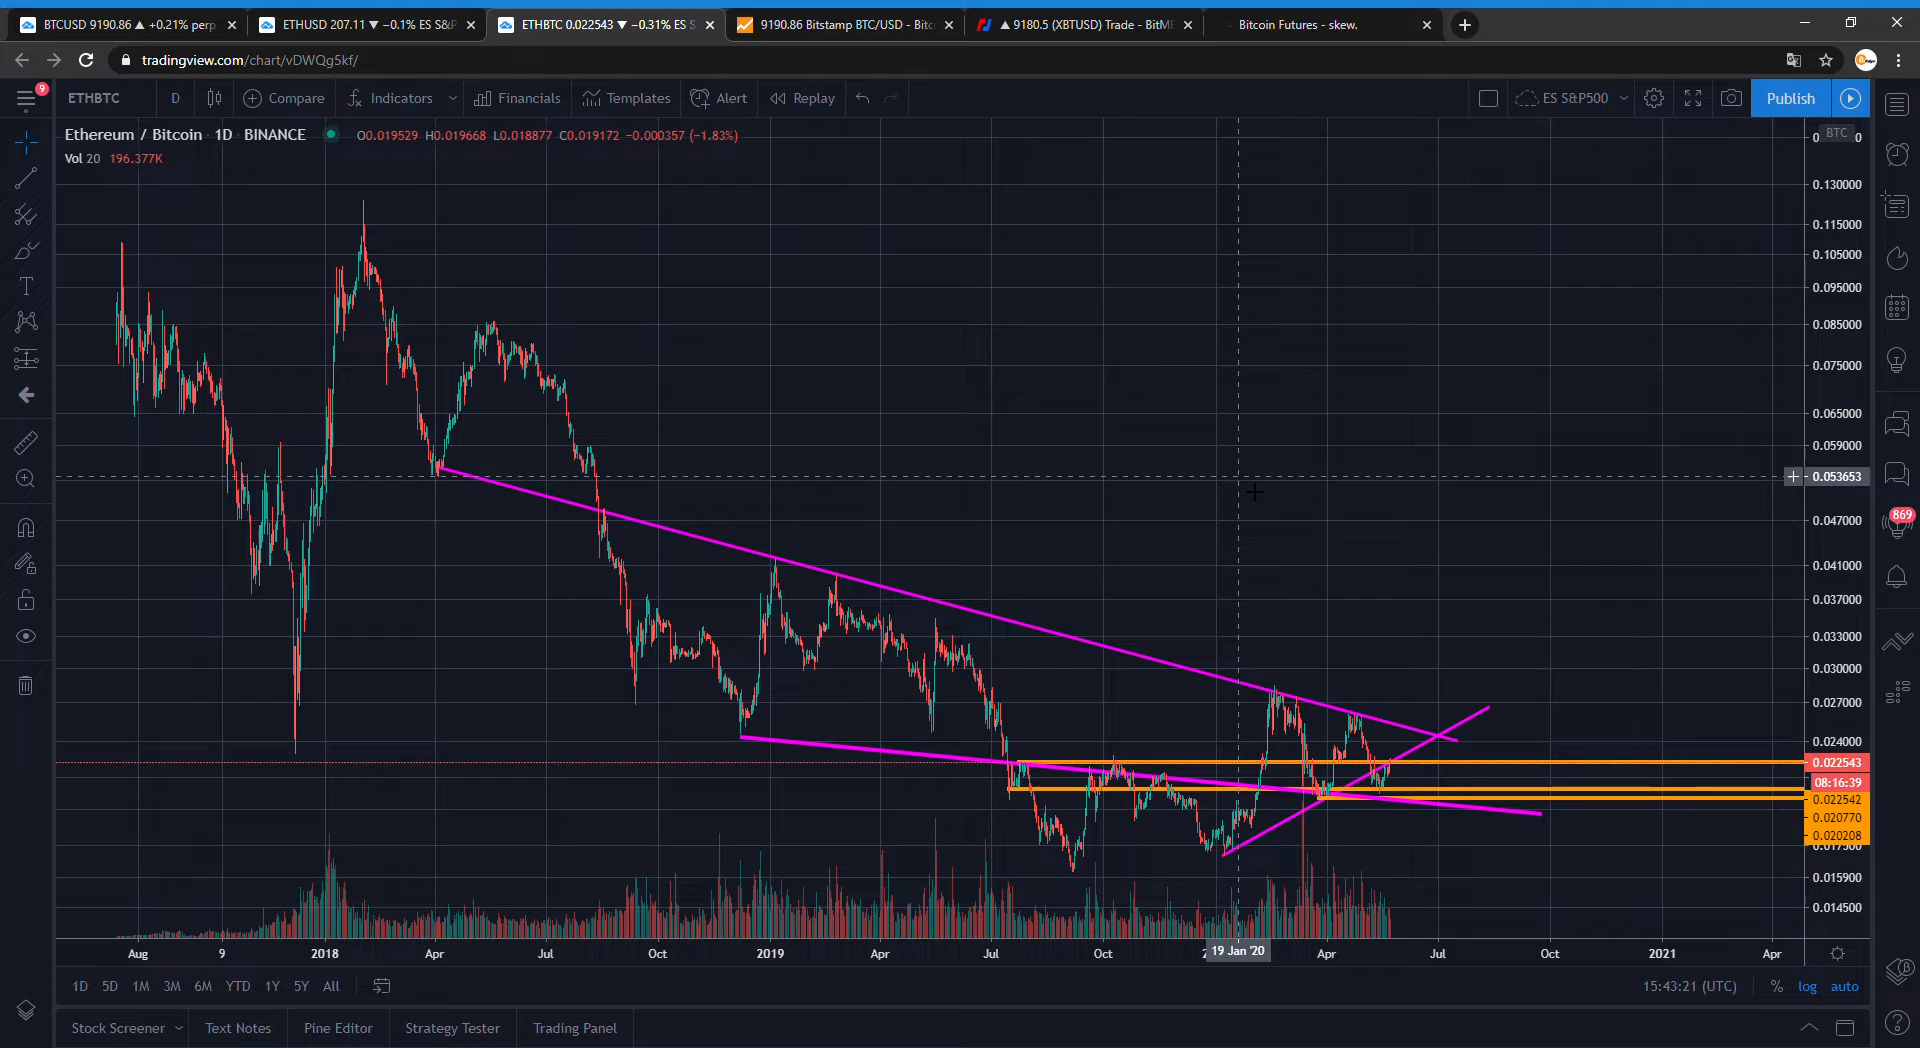 BTCUSD 9190.86 ▲ +0.21% perp
ETHUSD 207.11 ▼ −0.1% ES S&P
ETHBTC 0.022543 ▼ −0.31% ES S
9190.86 Bitstamp BTC/USD - Bitc
▲ 9180.5 (XBTUSD) Trade - BitME
Bitcoin Futures - skew.
tradingview.com/chart/vDWQg5kf/
9
ETHBTC
D
Compare
Indicators
Financials
Templates
Alert
Replay
ES S&P500
Publish
Ethereum / Bitcoin 1D BINANCE
O0.019529 H0.019668 L0.018877 C0.019172 −0.000357 (−1.83%)
Vol 20 196.377K
BTC
0.130000
0.115000
0.105000
0.095000
0.085000
0.075000
0.065000
0.059000
0.053653
0.047000
869
0.041000
0.037000
0.033000
0.030000
0.027000
0.024000
0.022543
08:16:39
0.022542
0.020770
0.020208
0.017500
0.015900
0.014500
Aug 9 2018 Apr Jul Oct 2019 Apr Jul Oct 19 Jan '20 Apr Jul Oct 2021 Apr
1D 5D 1M 3M 6M YTD 1Y 5Y All
15:43:21 (UTC) % log auto
Stock Screener Text Notes Pine Editor Strategy Tester Trading Panel